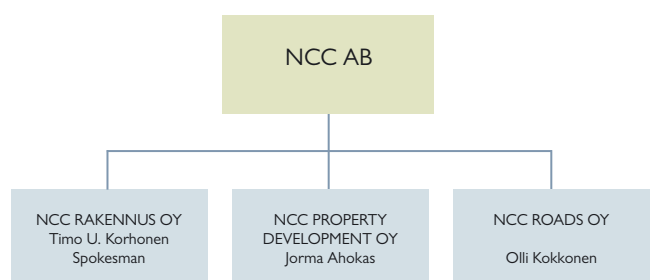 NCC AB
NCC RAKENNUS OY
Timo U. Korhonen
Spokesman
NCC PROPERTY
DEVELOPMENT OY
Jorma Ahokas
NCC ROADS OY
Olli Kokkonen